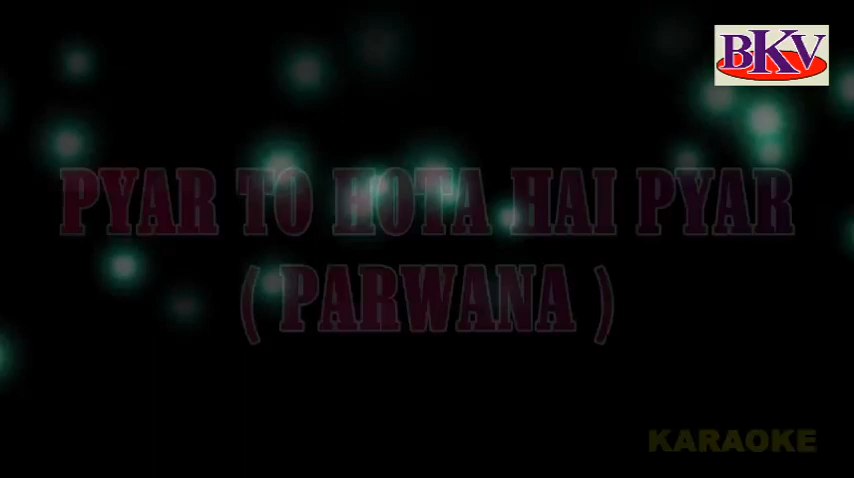 BKV
PYAR TO HOTA HAI PYAR
( PARWANA )
KARAOKE